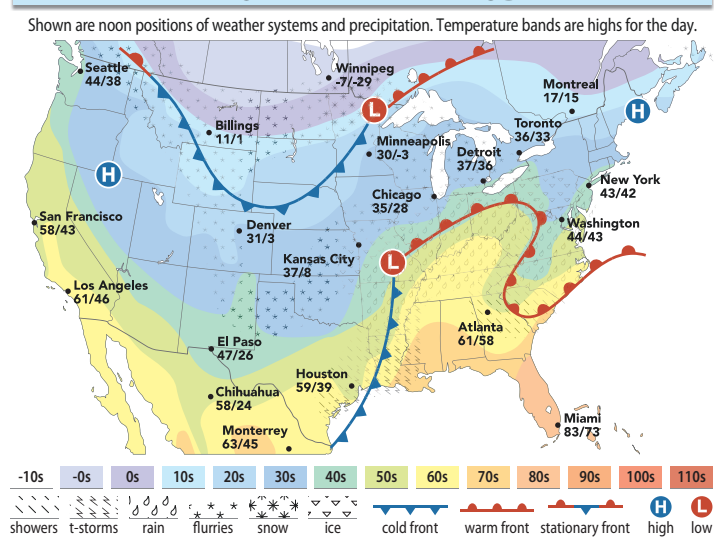 Shown are noon positions of weather systems and precipitation. Temperature bands are highs for the day.
Seattle
44/38
Winnipeg
-7/-29
Montreal
17/15
Billings
11/1
Toronto
36/33
Minneapolis
30/-3
Detroit
37/36
New York
43/42
Chicago
35/28
San Francisco
58/43
Denver
31/3
Washington
44/43
Kansas City
37/8
Los Angeles
61/46
Atlanta
61/58
El Paso
47/26
Houston
59/39
Chihuahua
58/24
Miami
83/73
Monterrey
63/45
H
H
L
L
-10s -0s 0s 10s 20s 30s 40s 50s 60s 70s 80s 90s 100s 110s
H L
showers t-storms rain flurries snow ice cold front warm front stationary front high low